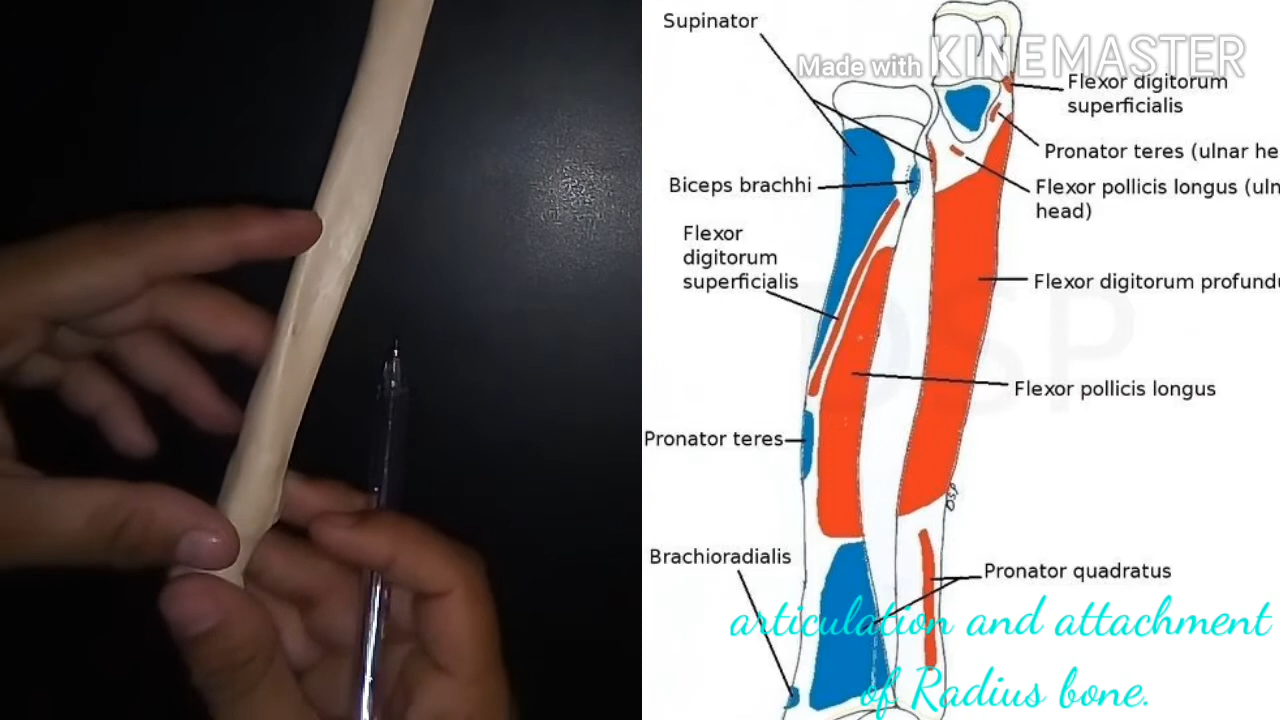 Supinator
Made with KINEMASTER
Flexor digitorum
superficialis
Pronator teres (ulnar he
Biceps brachhi
Flexor pollicis longus (uln
head)
Flexor
digitorum
superficialis
Flexor digitorum profundu
Flexor pollicis longus
Pronator teres
DSP
DSP
Brachioradialis
Pronator quadratus
articulation and attachment
of Radius bone.